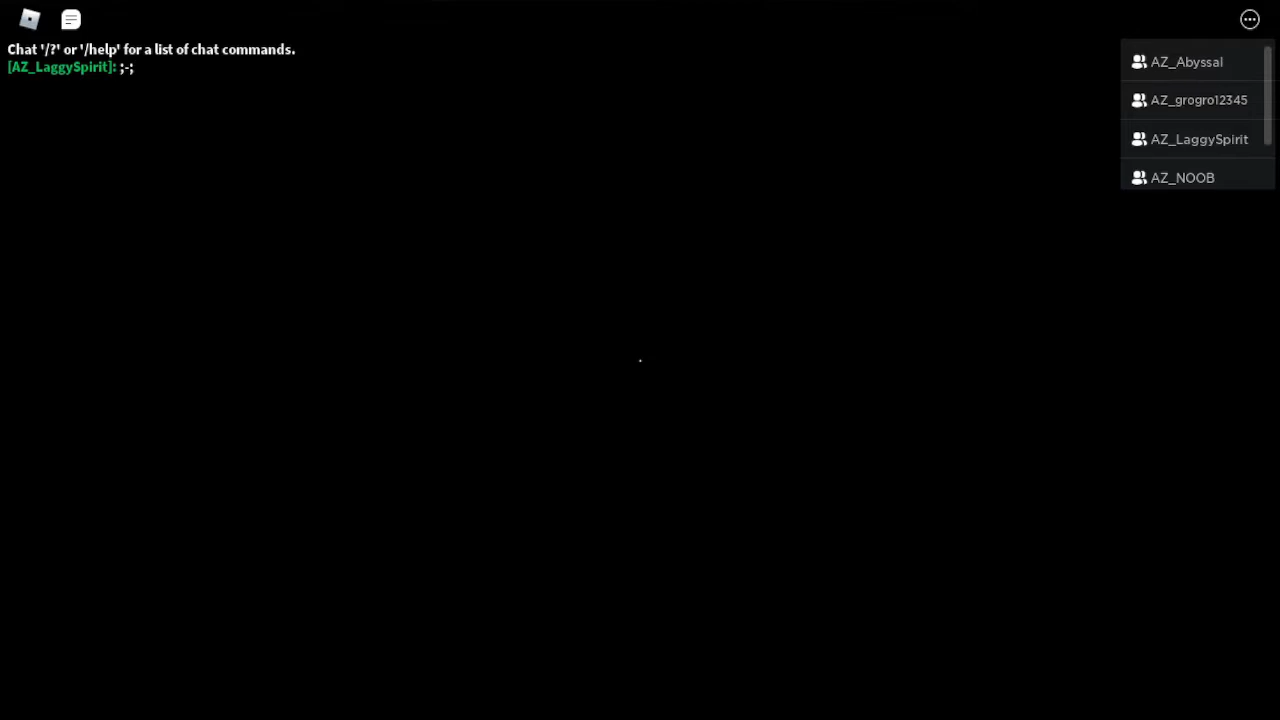 Chat '/?' or '/help' for a list of chat commands.
[AZ_LaggySpirit]: ;-;
AZ_Abyssal
AZ_grogro12345
AZ_LaggySpirit
AZ_NOOB